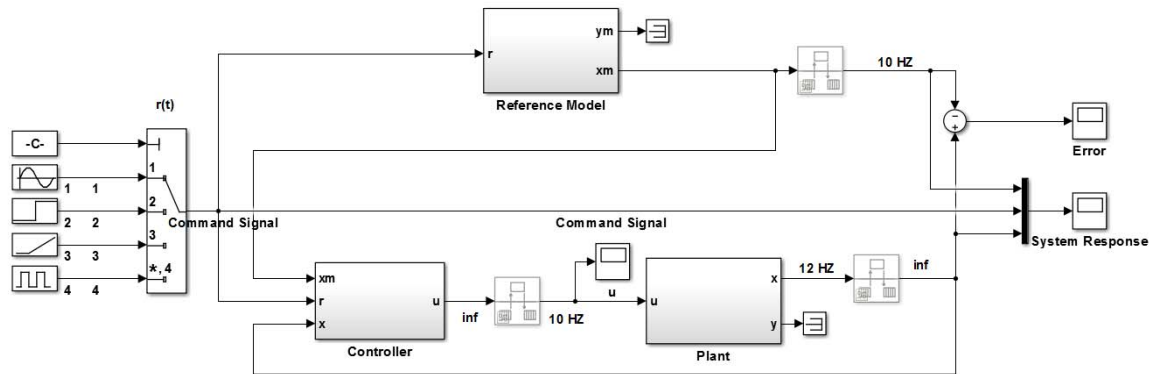 ym
r
xm
10 HZ
Reference Model
r(t)
-C-
Error
1
1 1
2
2 2
Command Signal
Command Signal
3
3 3
System Response
*, 4
4 4
xm
r
x
u
inf
10 HZ
u
u
x
12 HZ
inf
y
Controller
Plant